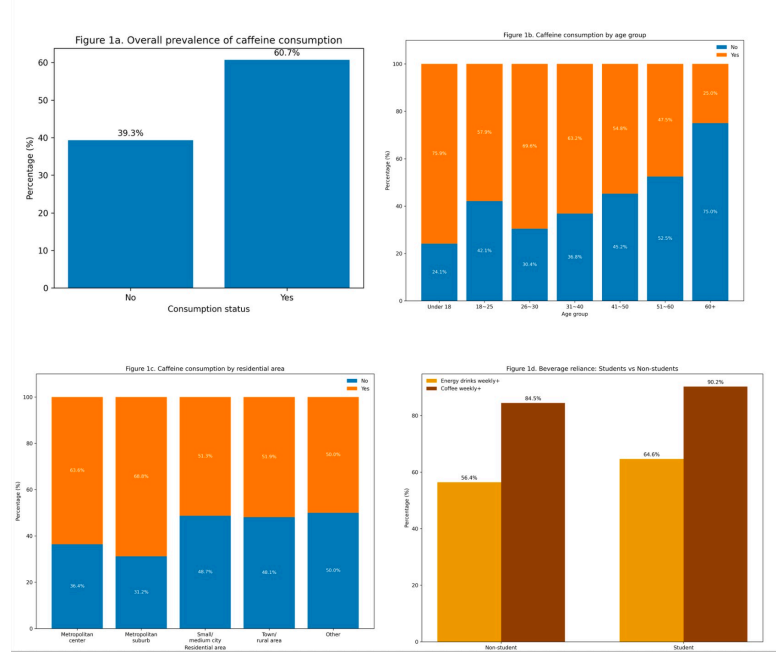 Figure 1a. Overall prevalence of caffeine consumption
60.7%
39.3%
60
50
40
30
20
10
0
Percentage (%)
No
Yes
Consumption status
Figure 1b. Caffeine consumption by age group
No
Yes
100
80
60
40
20
0
Percentage (%)
75.9%
57.9%
69.6%
63.2%
54.8%
47.5%
25.0%
24.1%
42.1%
30.4%
36.8%
45.2%
52.5%
75.0%
Under 18
18~25
26~30
31~40
41~50
51~60
60+
Age group
Figure 1c. Caffeine consumption by residential area
No
Yes
100
80
60
40
20
0
Percentage (%)
63.6%
68.8%
51.3%
51.9%
50.0%
36.4%
31.2%
48.7%
48.1%
50.0%
Metropolitan
center
Metropolitan
suburb
Small/
medium city
Town/
rural area
Other
Residential area
Figure 1d. Beverage reliance: Students vs Non-students
Energy drinks weekly+
Coffee weekly+
80
60
40
20
0
Percentage (%)
56.4%
84.5%
64.6%
90.2%
Non-student
Student